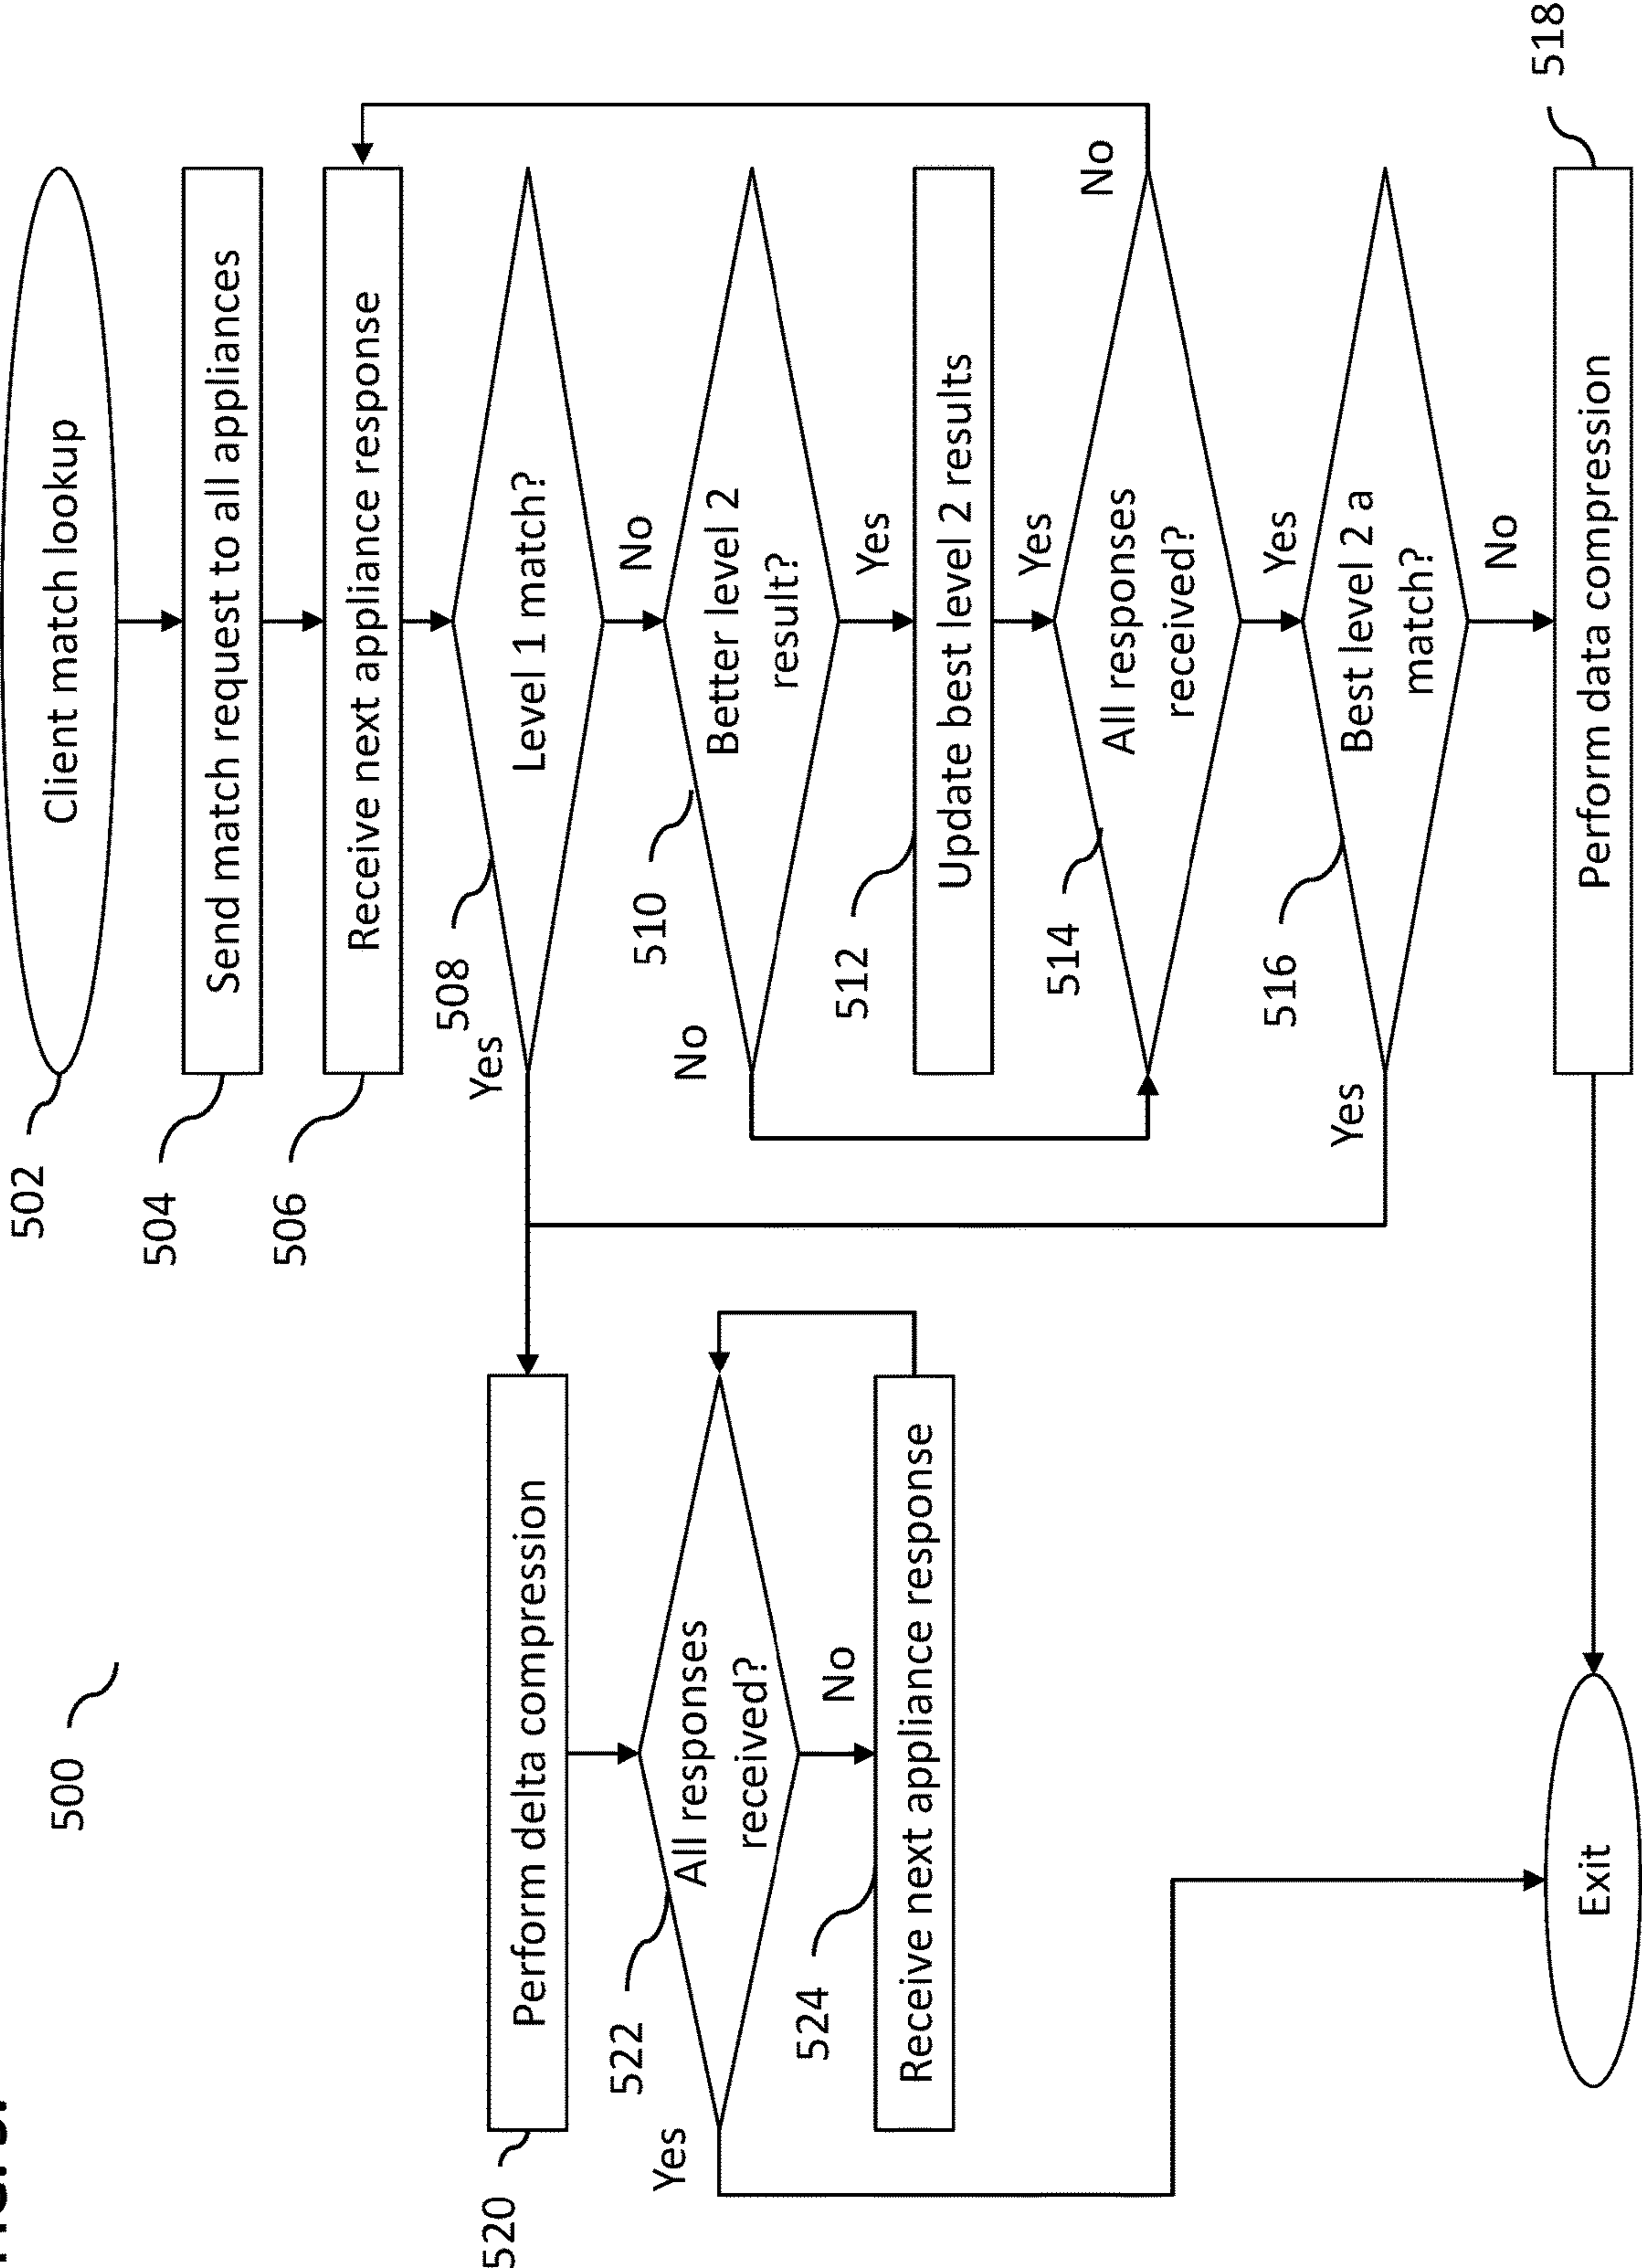 500
502
Client match lookup
504
Send match request to all appliances
506
Receive next appliance response
508
Level 1 match?
Yes
No
510
Better level 2
result?
No
Yes
512
Update best level 2 results
Yes
514
All responses
received?
No
Yes
516
Best level 2 a
match?
Yes
No
518
Perform data compression
520
Perform delta compression
522
All responses
received?
Yes
No
524
Receive next appliance response
Exit